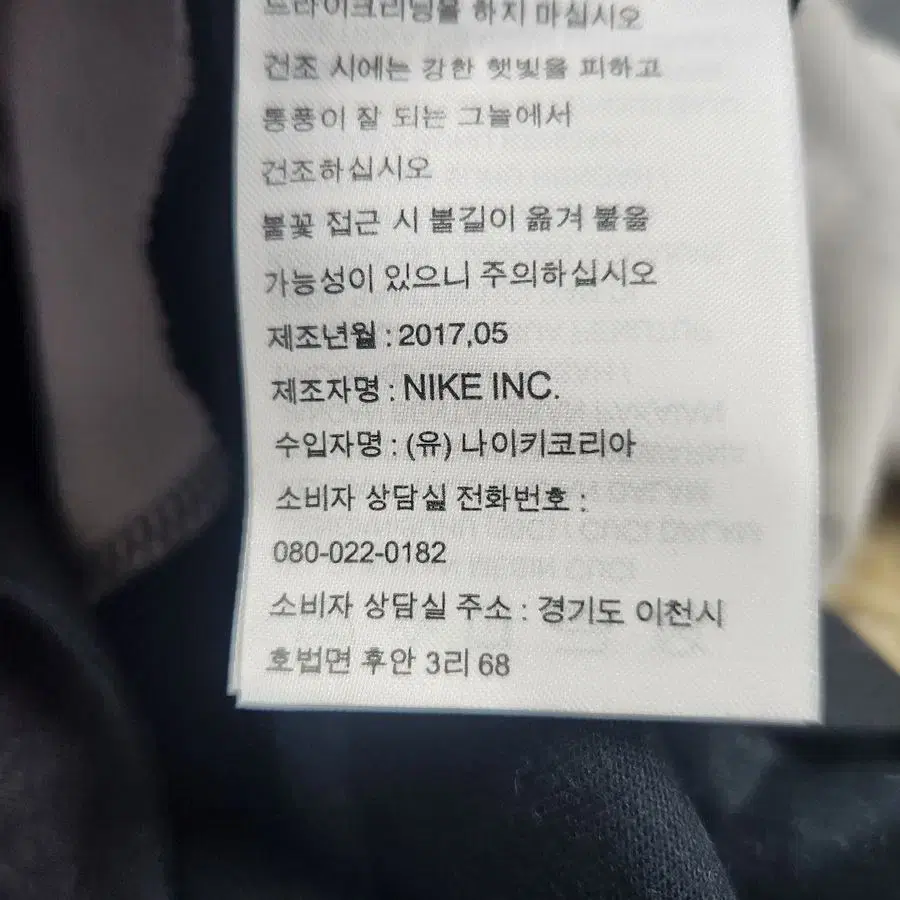 드라이크리닝을 하지 마십시오
건조 시에는 강한 햇빛을 피하고
통풍이 잘 되는 그늘에서
건조하십시오
불꽃 접근 시 불길이 옮겨 붙을
가능성이 있으니 주의하십시오
제조년월 : 2017,05
제조자명 : NIKE INC.
수입자명 : (유) 나이키코리아
소비자 상담실 전화번호 :
080-022-0182
소비자 상담실 주소 : 경기도 이천시
호법면 후안 3리 68